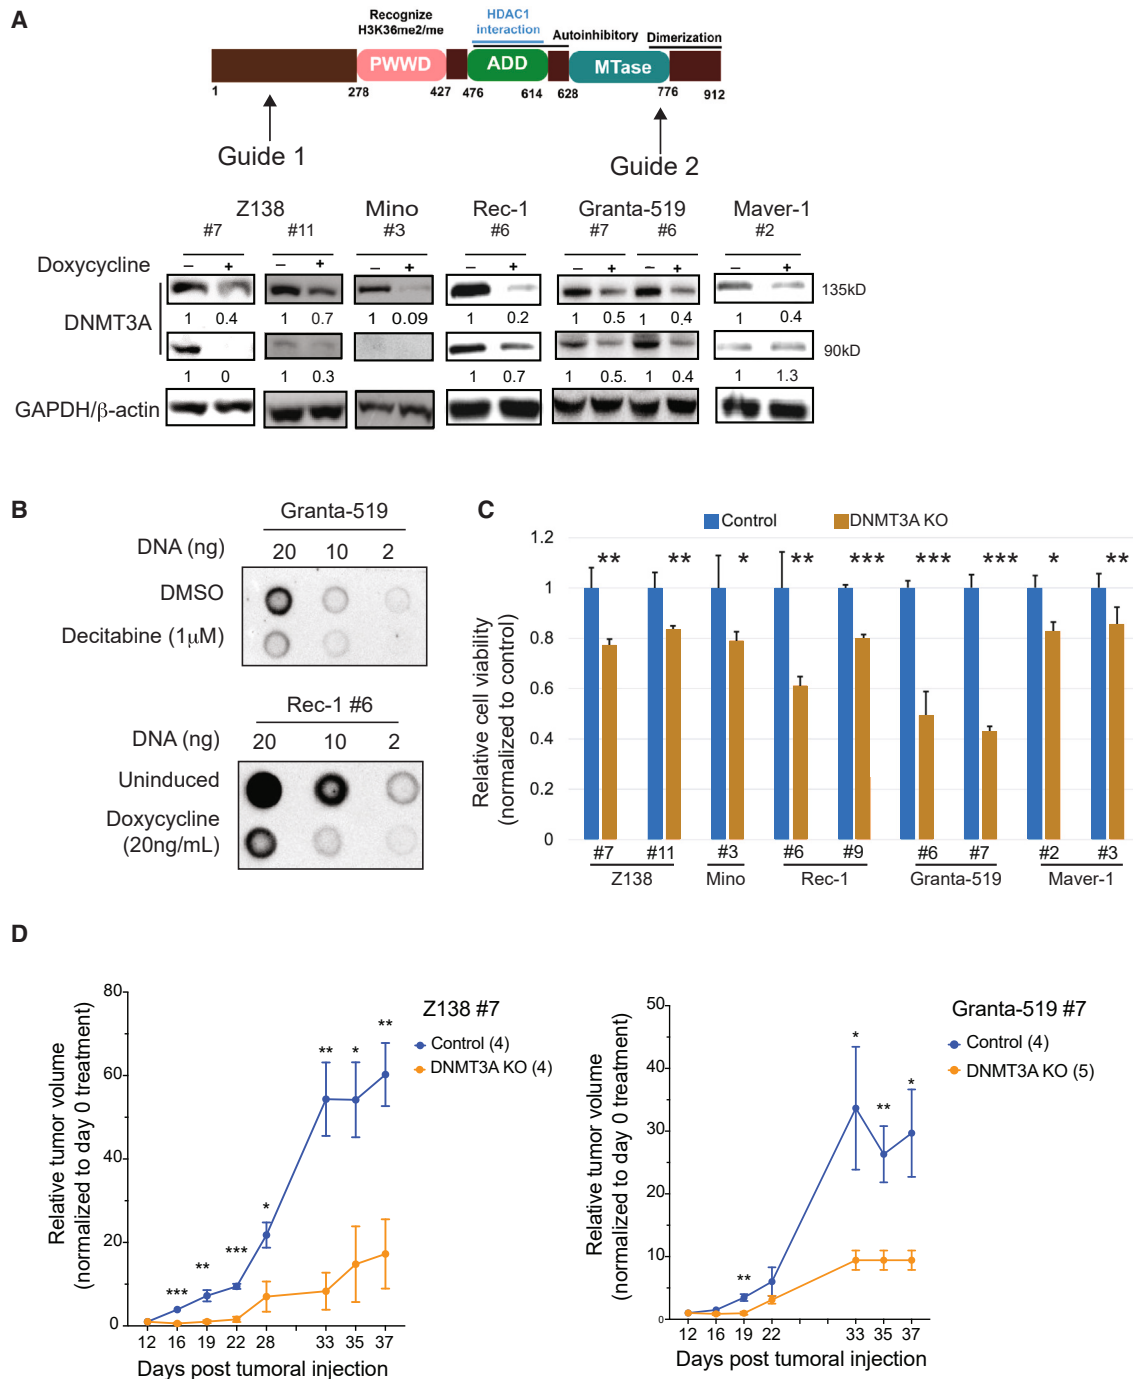 A
Recognize
H3K36me2/me
HDAC1
interaction
Autoinhibitory
Dimerization
PWWD
ADD
MTase
1 278 427 476 614 628 776 912
Guide 1
Guide 2
Z138 Mino Rec-1 Granta-519 Maver-1
#7 #11 #3 #6 #7 #6 #2
Doxycycline – + – + – + – + – + – + – +
135kD
DNMT3A
1 0.4 1 0.7 1 0.09 1 0.2 1 0.5 1 0.4 1 0.4
90kD
1 0 1 0.3 1 0.7 1 0.5. 1 0.4 1 1.3
GAPDH/β-actin
B
Granta-519
DNA (ng) 20 10 2
DMSO
Decitabine (1μM)
Rec-1 #6
DNA (ng) 20 10 2
Uninduced
Doxycycline
(20ng/mL)
C
Control DNMT3A KO
Relative cell viability
(normalized to control)
1.2
1
0.8
0.6
0.4
0.2
0
** ** * ** *** *** *** * **
#7 #11 #3 #6 #9 #6 #7 #2 #3
Z138 Mino Rec-1 Granta-519 Maver-1
D
Relative tumor volume
(normalized to day 0 treatment)
80
60
40
20
0
Z138 #7
Control (4)
DNMT3A KO (4)
*** ** *** * ** * **
12 16 19 22 28 33 35 37
Days post tumoral injection
Relative tumor volume
(normalized to day 0 treatment)
50
40
30
20
10
0
Granta-519 #7
Control (4)
DNMT3A KO (5)
** * ** *
12 16 19 22 33 35 37
Days post tumoral injection